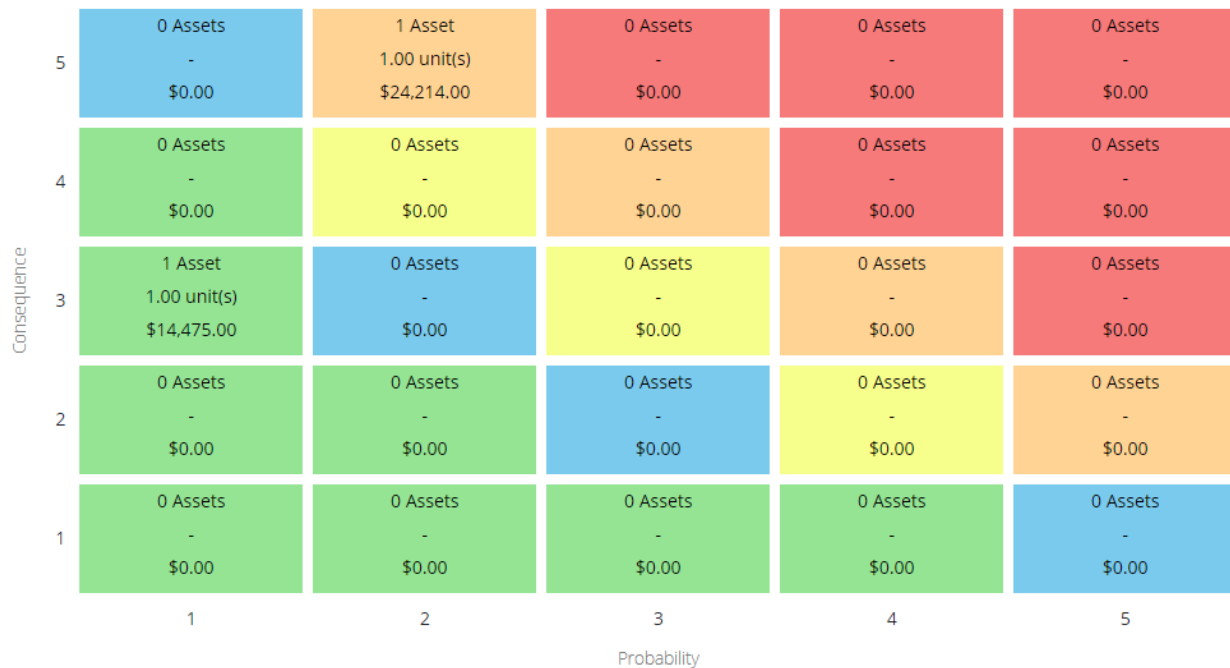 0 Assets 1 Asset 0 Assets 0 Assets 0 Assets
5 - 1.00 unit(s) - - -
$0.00 $24,214.00 $0.00 $0.00 $0.00
0 Assets 0 Assets 0 Assets 0 Assets 0 Assets
4 - - - - -
$0.00 $0.00 $0.00 $0.00 $0.00
Consequence
1 Asset 0 Assets 0 Assets 0 Assets 0 Assets
3 1.00 unit(s) - - - -
$14,475.00 $0.00 $0.00 $0.00 $0.00
0 Assets 0 Assets 0 Assets 0 Assets 0 Assets
2 - - - - -
$0.00 $0.00 $0.00 $0.00 $0.00
0 Assets 0 Assets 0 Assets 0 Assets 0 Assets
1 - - - - -
$0.00 $0.00 $0.00 $0.00 $0.00
1 2 3 4 5
Probability